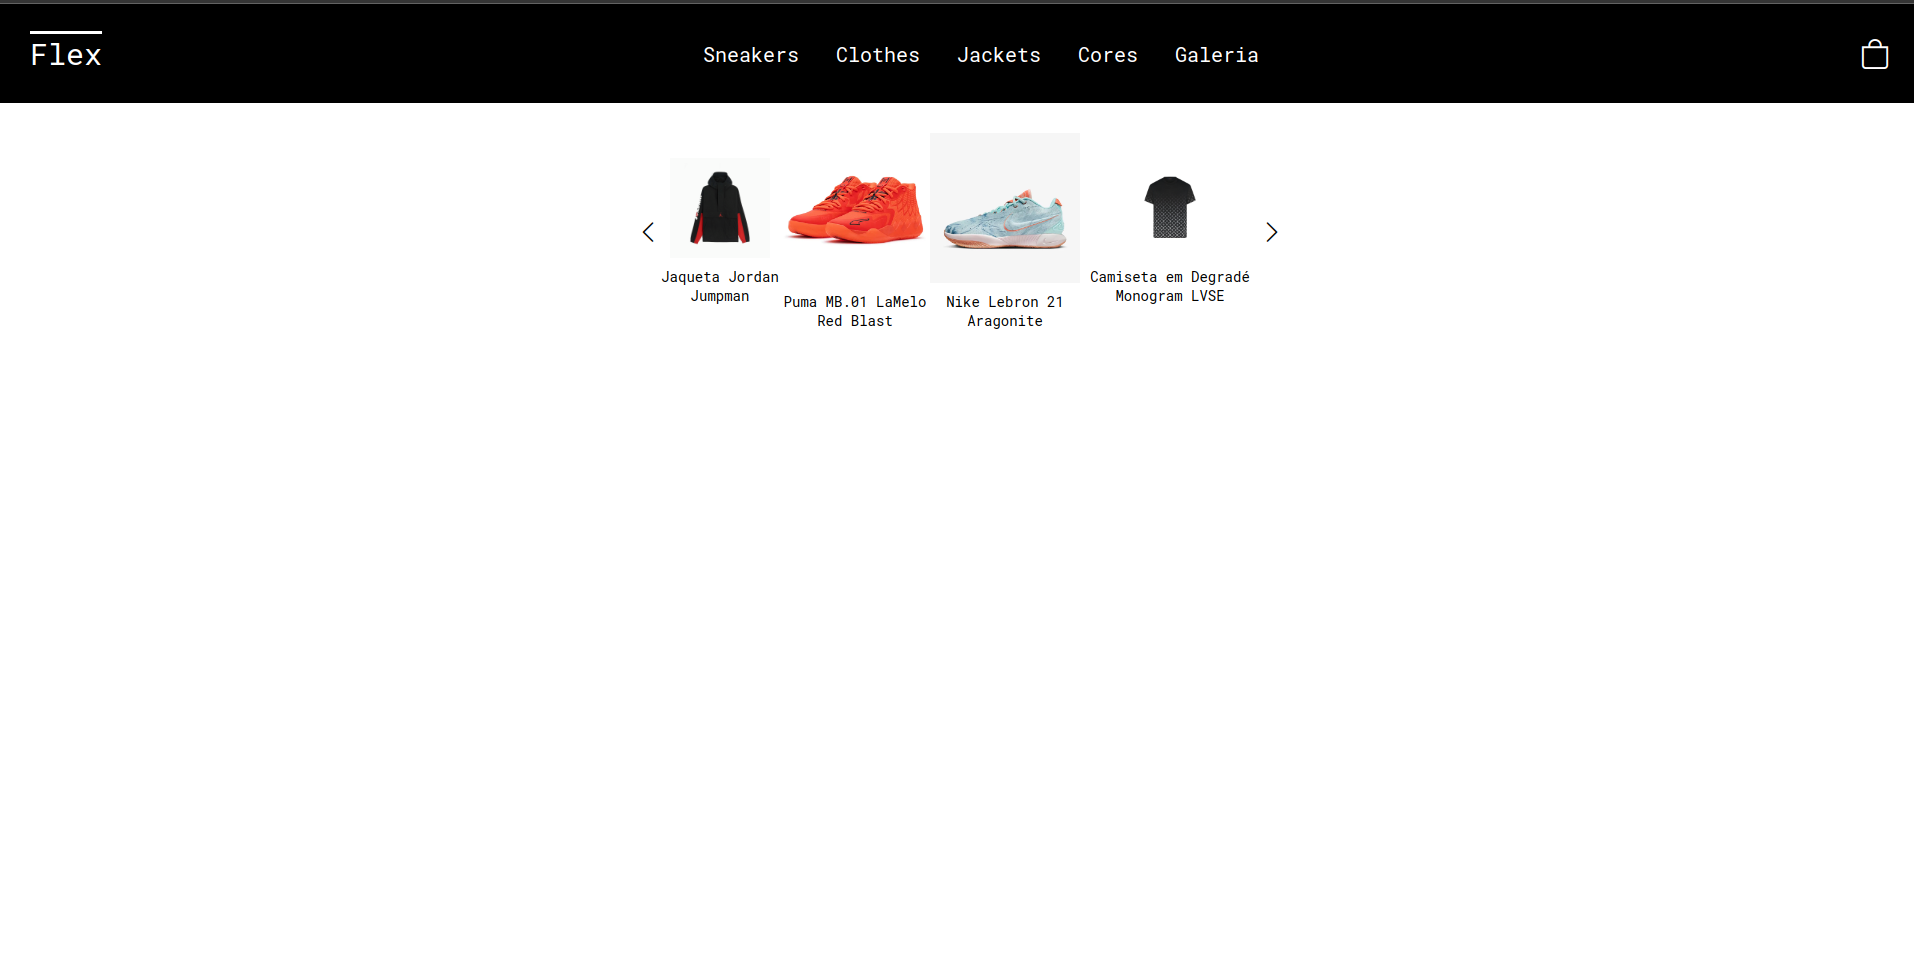 Flex
Sneakers Clothes Jackets Cores Galeria
Jaqueta Jordan
Jumpman
Puma MB.01 LaMelo
Red Blast
Nike Lebron 21
Aragonite
Camiseta em Degradé
Monogram LVSE